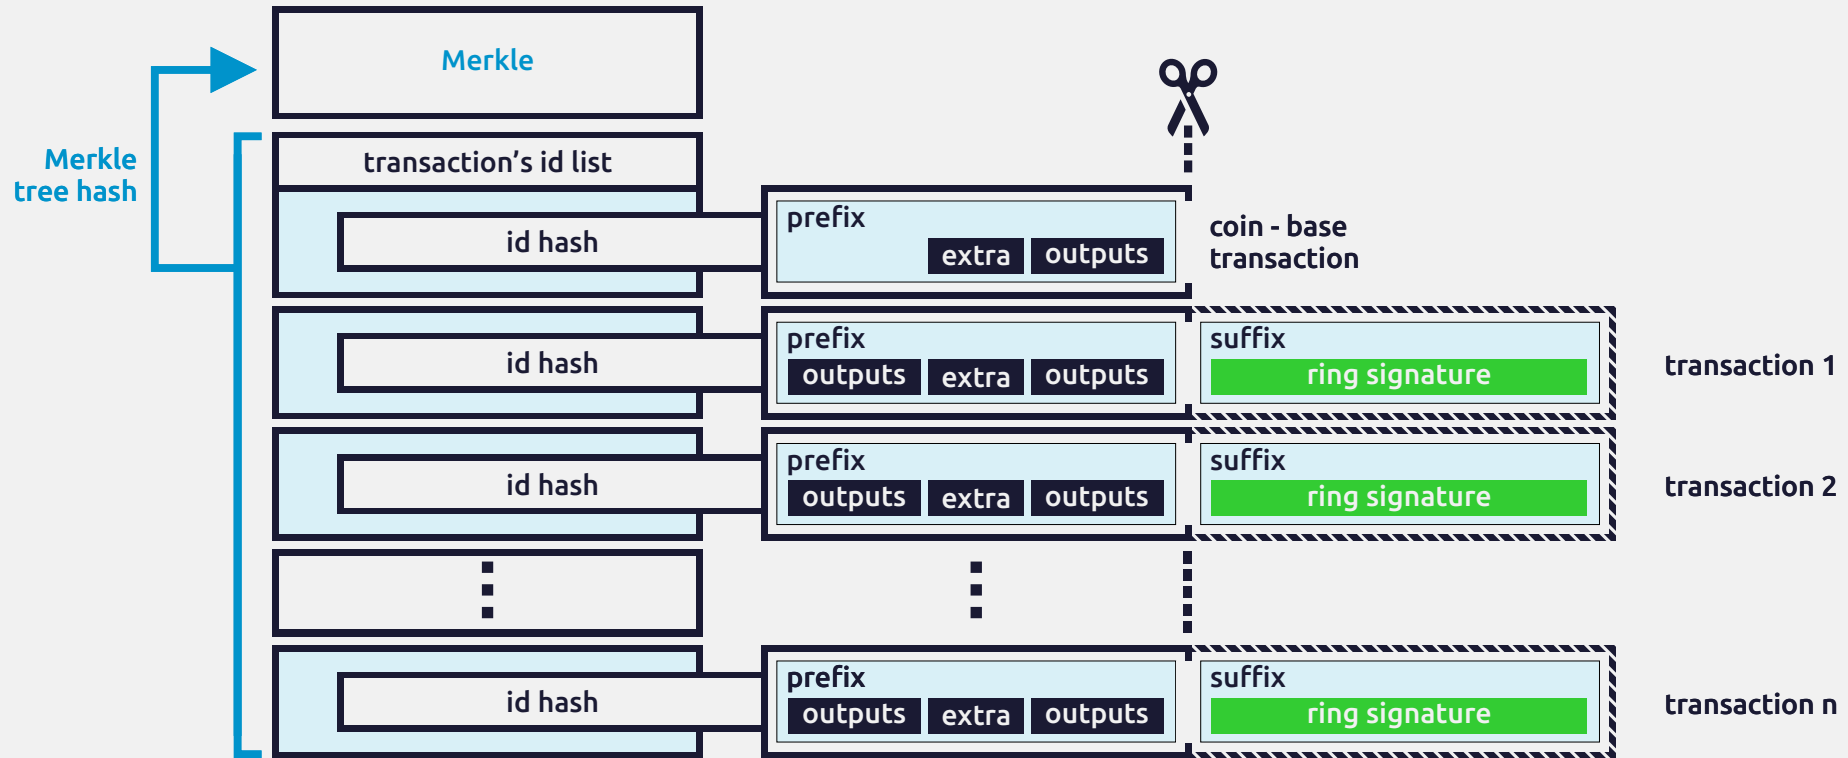 Merkle
Merkle
tree hash
transaction's id list
id hash
prefix
extra
outputs
coin - base
transaction
id hash
prefix
outputs
extra
outputs
suffix
ring signature
transaction 1
id hash
prefix
outputs
extra
outputs
suffix
ring signature
transaction 2
id hash
prefix
outputs
extra
outputs
suffix
ring signature
transaction n